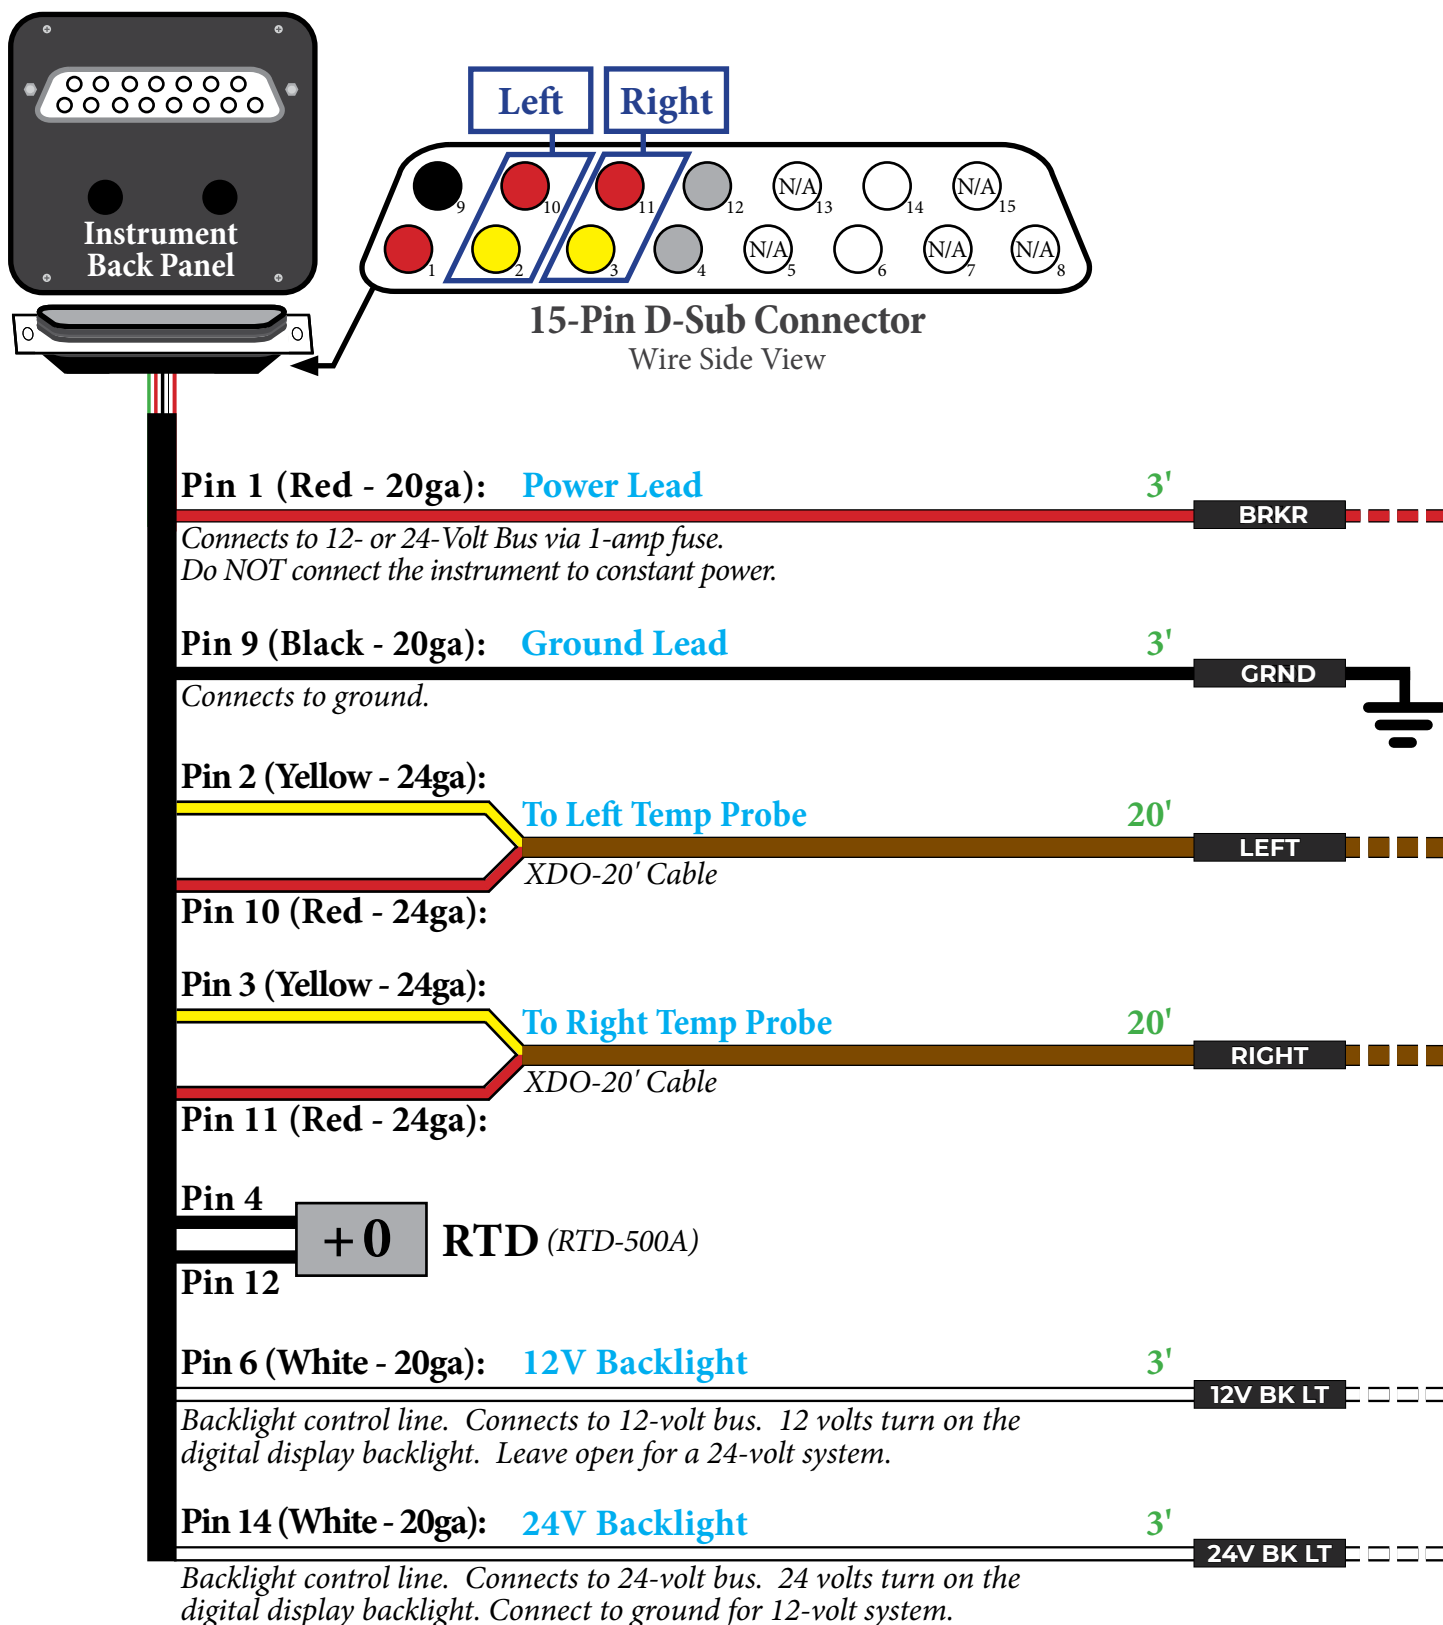 Left
Right
Instrument
Back Panel
9
10
11
12
N/A
13
14
N/A
15
1
2
3
4
N/A
5
6
N/A
7
N/A
8
15-Pin D-Sub Connector
Wire Side View
Pin 1 (Red - 20ga): Power Lead 3'
BRKR
Connects to 12- or 24-Volt Bus via 1-amp fuse.
Do NOT connect the instrument to constant power.
Pin 9 (Black - 20ga): Ground Lead 3'
GRND
Connects to ground.
Pin 2 (Yellow - 24ga):
To Left Temp Probe 20'
LEFT
XDO-20' Cable
Pin 10 (Red - 24ga):
Pin 3 (Yellow - 24ga):
To Right Temp Probe 20'
RIGHT
XDO-20' Cable
Pin 11 (Red - 24ga):
Pin 4
+0 RTD (RTD-500A)
Pin 12
Pin 6 (White - 20ga): 12V Backlight 3'
12V BK LT
Backlight control line. Connects to 12-volt bus. 12 volts turn on the
digital display backlight. Leave open for a 24-volt system.
Pin 14 (White - 20ga): 24V Backlight 3'
24V BK LT
Backlight control line. Connects to 24-volt bus. 24 volts turn on the
digital display backlight. Connect to ground for 12-volt system.